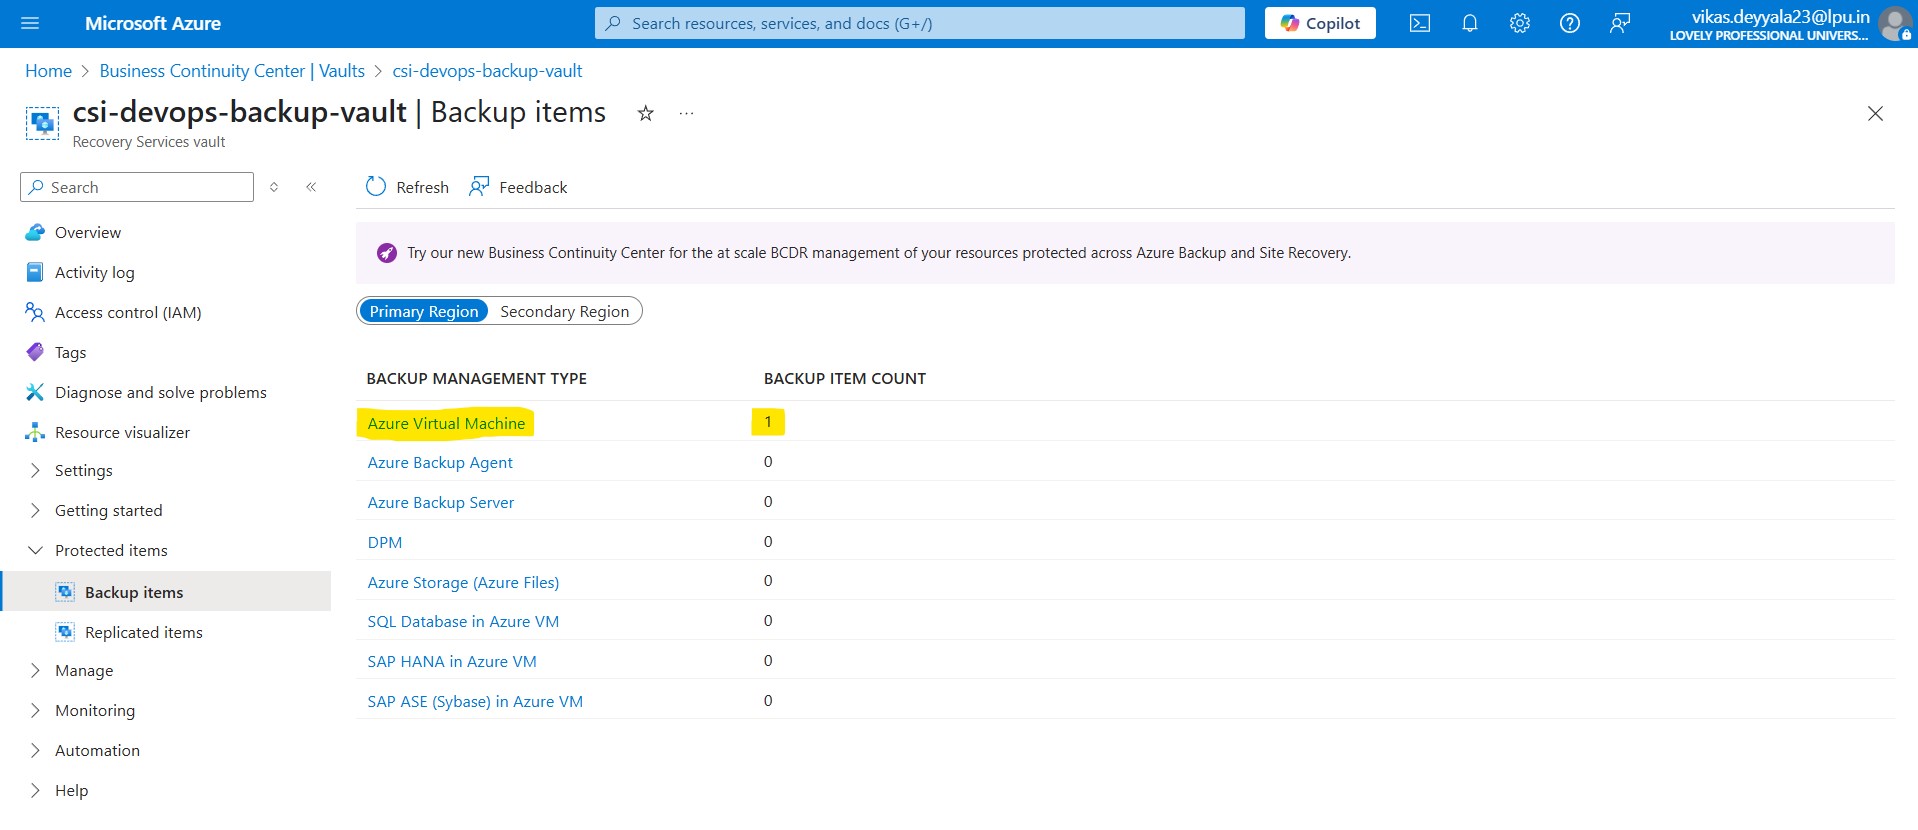 Microsoft Azure
Search resources, services, and docs (G+/)
Copilot
vikas.deyyala23@lpu.in
LOVELY PROFESSIONAL UNIVERS...
Home > Business Continuity Center | Vaults > csi-devops-backup-vault
csi-devops-backup-vault | Backup items
Recovery Services vault
Search
Overview
Activity log
Access control (IAM)
Tags
Diagnose and solve problems
Resource visualizer
Settings
Getting started
Protected items
Backup items
Replicated items
Manage
Monitoring
Automation
Help
Refresh Feedback
Try our new Business Continuity Center for the at scale BCDR management of your resources protected across Azure Backup and Site Recovery.
Primary Region Secondary Region
BACKUP MANAGEMENT TYPE BACKUP ITEM COUNT
Azure Virtual Machine 1
Azure Backup Agent 0
Azure Backup Server 0
DPM 0
Azure Storage (Azure Files) 0
SQL Database in Azure VM 0
SAP HANA in Azure VM 0
SAP ASE (Sybase) in Azure VM 0